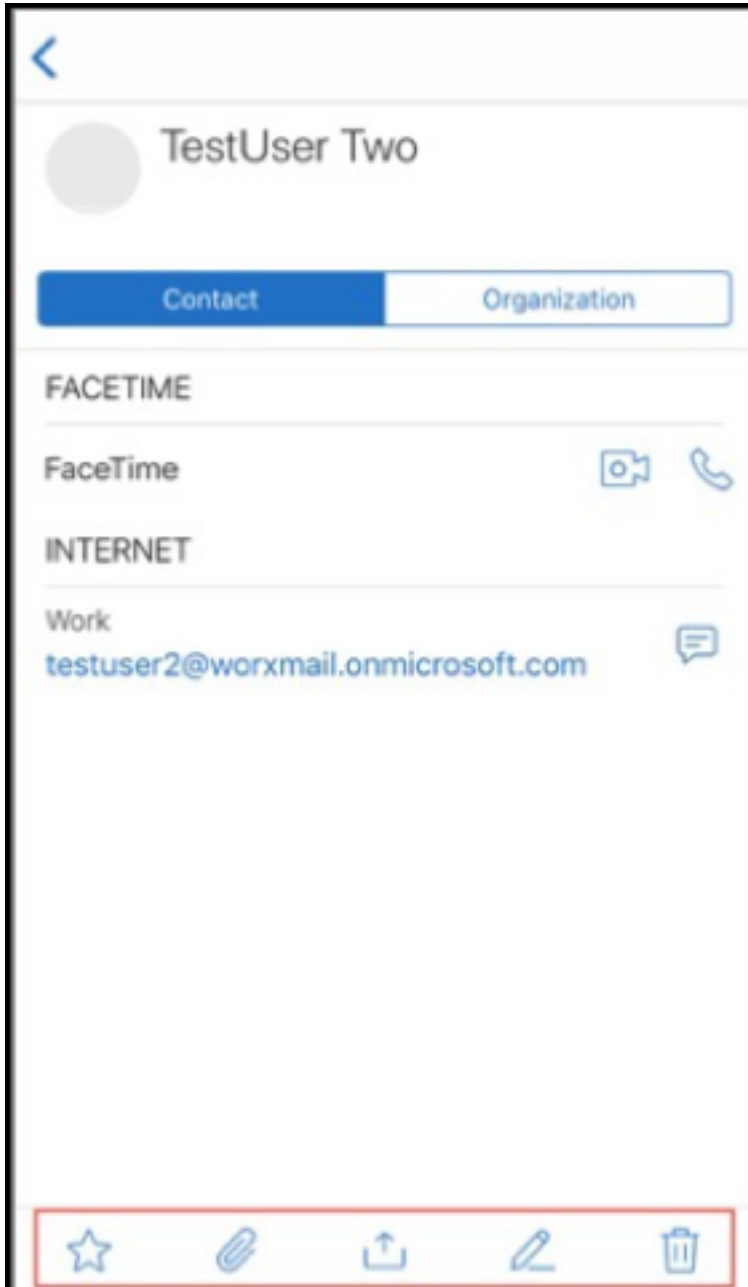 TestUser Two
Contact
Organization
FACETIME
FaceTime
INTERNET
Work
testuser2@worxmail.onmicrosoft.com